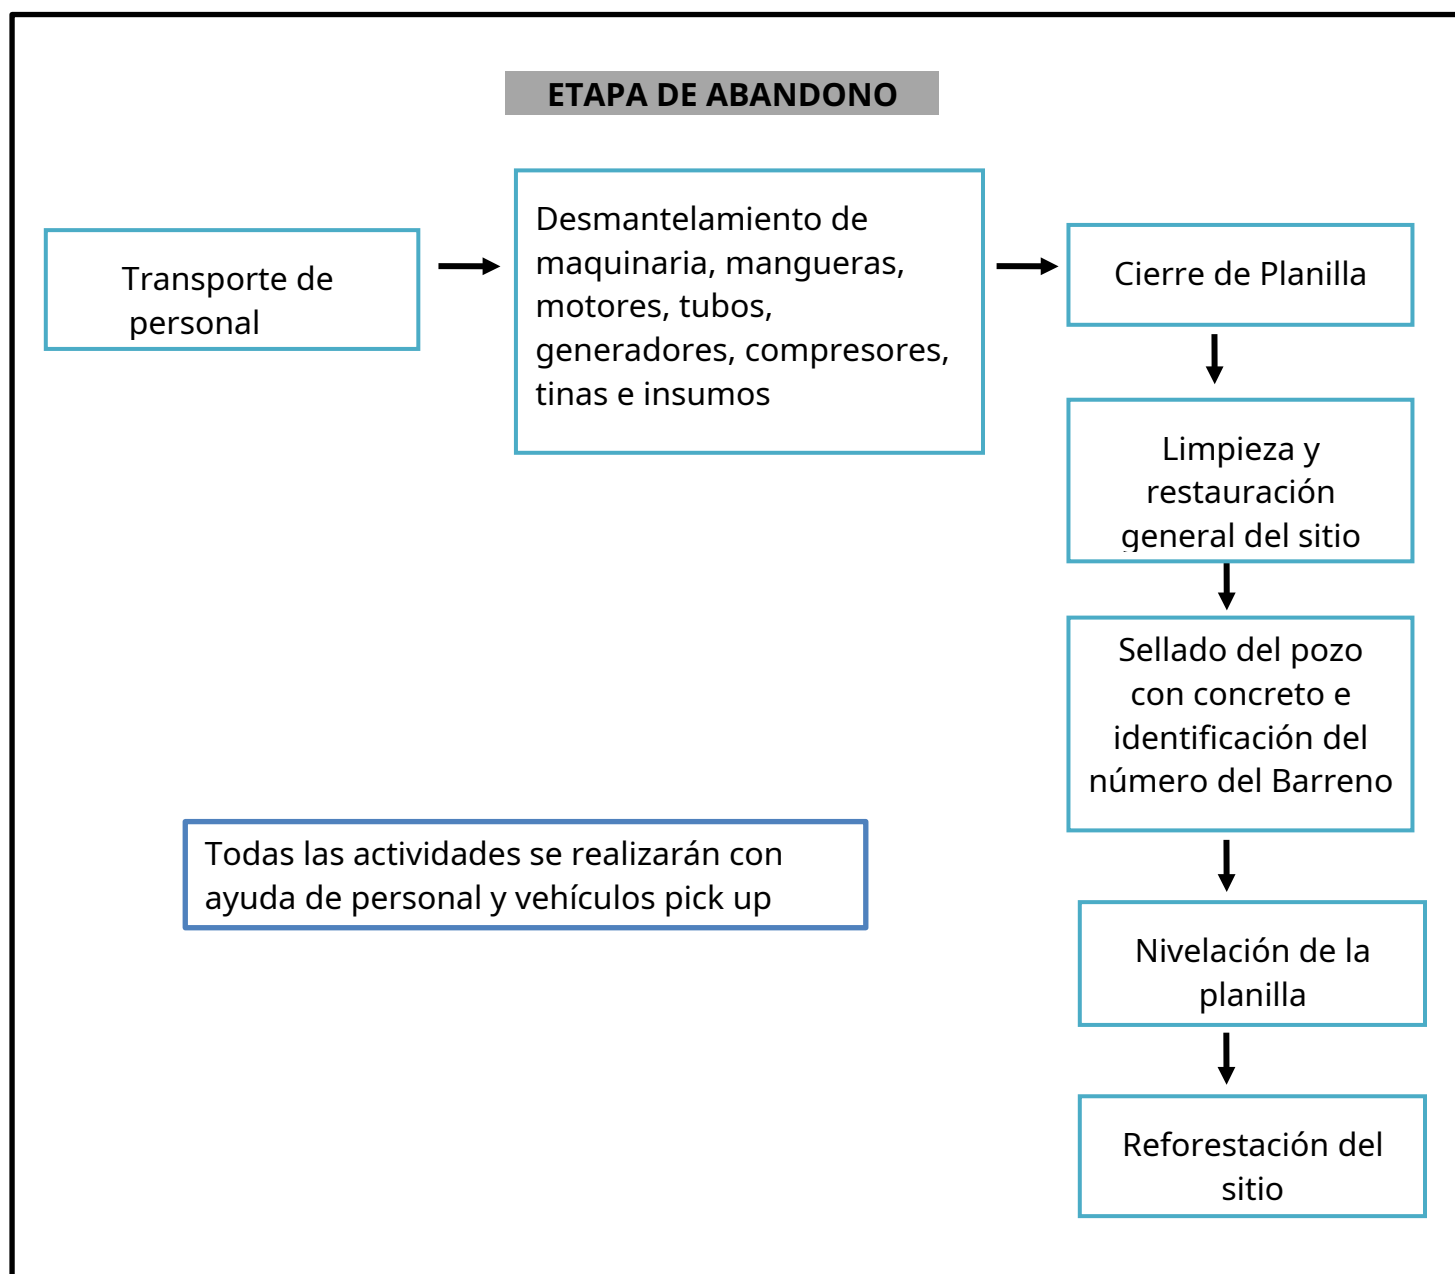 ETAPA DE ABANDONO
Transporte de
personal
Desmantelamiento de
maquinaria, mangueras,
motores, tubos,
generadores, compresores,
tinas e insumos
Cierre de Planilla
Limpieza y
restauración
general del sitio
Sellado del pozo
con concreto e
identificación del
número del Barreno
Todas las actividades se realizarán con
ayuda de personal y vehículos pick up
Nivelación de la
planilla
Reforestación del
sitio